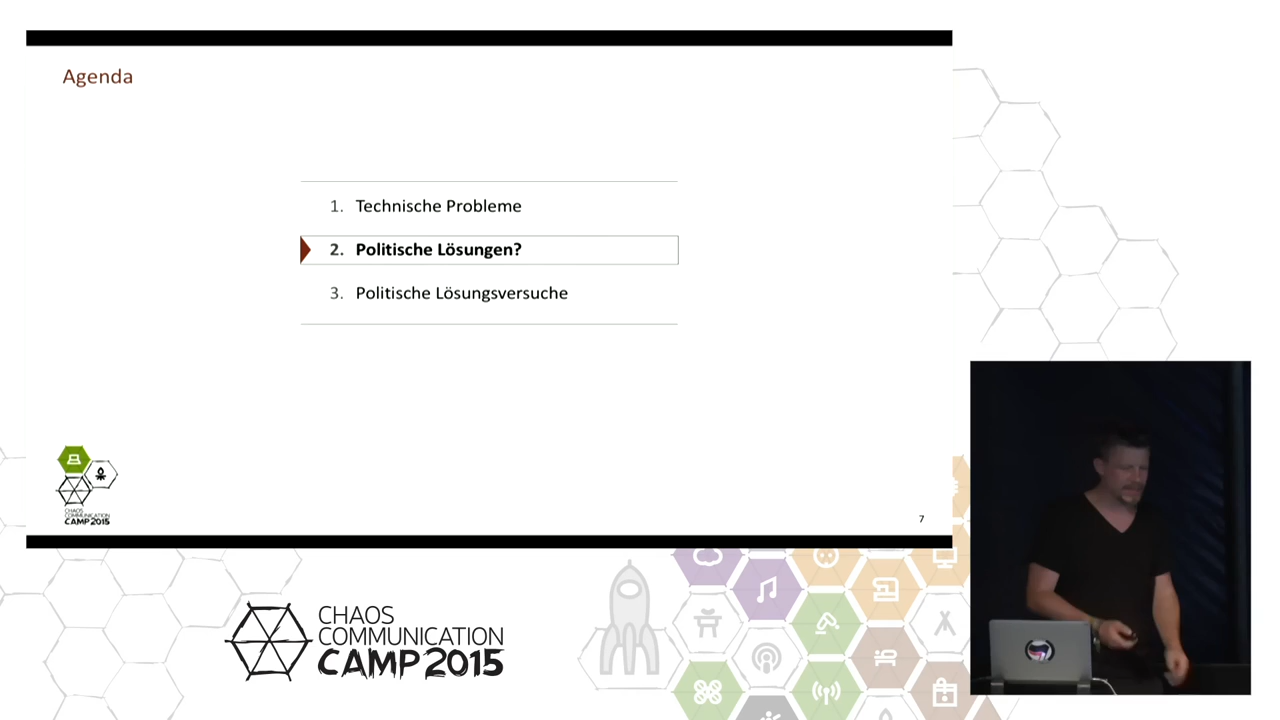 Agenda
1. Technische Probleme
2. Politische Lösungen?
3. Politische Lösungsversuche
CHAOS
COMMUNICATION
CAMP 2015
7
CHAOS
COMMUNICATION
CAMP 2015